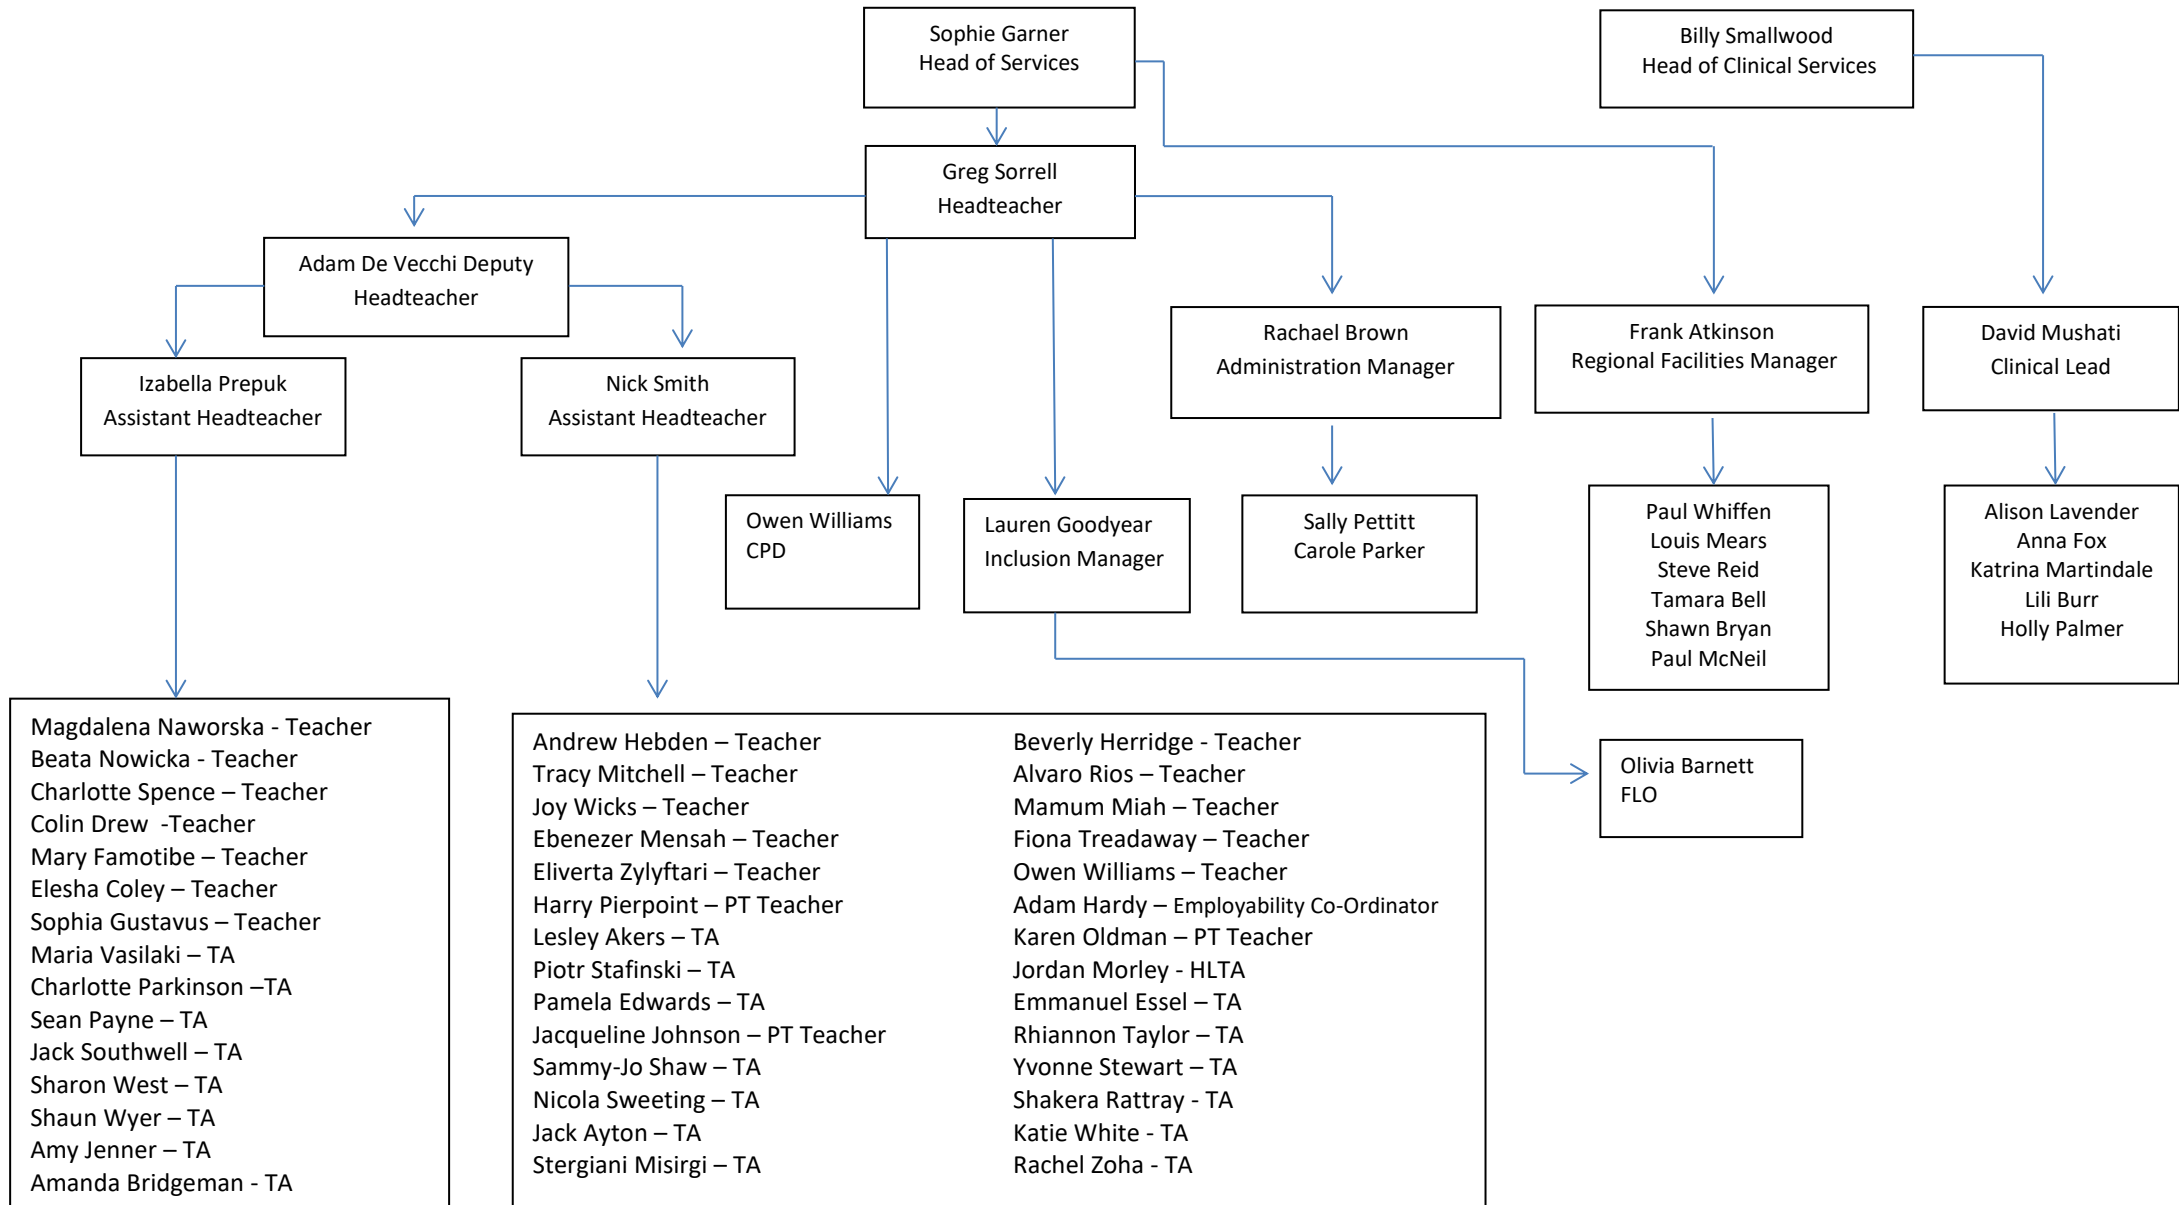 Sophie Garner
Head of Services
Billy Smallwood
Head of Clinical Services
Greg Sorrell
Headteacher
Adam De Vecchi Deputy
Headteacher
Rachael Brown
Administration Manager
Frank Atkinson
Regional Facilities Manager
David Mushati
Clinical Lead
Izabella Prepuk
Assistant Headteacher
Nick Smith
Assistant Headteacher
Owen Williams
CPD
Lauren Goodyear
Inclusion Manager
Sally Pettitt
Carole Parker
Paul Whiffen
Louis Mears
Steve Reid
Tamara Bell
Shawn Bryan
Paul McNeil
Alison Lavender
Anna Fox
Katrina Martindale
Lili Burr
Holly Palmer
Magdalena Naworska - Teacher
Beata Nowicka - Teacher
Charlotte Spence – Teacher
Colin Drew  -Teacher
Mary Famotibe – Teacher
Elesha Coley – Teacher
Sophia Gustavus – Teacher
Maria Vasilaki – TA
Charlotte Parkinson –TA
Sean Payne – TA
Jack Southwell – TA
Sharon West – TA
Shaun Wyer – TA
Amy Jenner – TA
Amanda Bridgeman - TA
Andrew Hebden – Teacher
Tracy Mitchell – Teacher
Joy Wicks – Teacher
Ebenezer Mensah – Teacher
Eliverta Zylyftari – Teacher
Harry Pierpoint – PT Teacher
Lesley Akers – TA
Piotr Stafinski – TA
Pamela Edwards – TA
Jacqueline Johnson – PT Teacher
Sammy-Jo Shaw – TA
Nicola Sweeting – TA
Jack Ayton – TA
Stergiani Misirgi – TA
Beverly Herridge - Teacher
Alvaro Rios – Teacher
Mamum Miah – Teacher
Fiona Treadaway – Teacher
Owen Williams – Teacher
Adam Hardy – Employability Co-Ordinator
Karen Oldman – PT Teacher
Jordan Morley - HLTA
Emmanuel Essel – TA
Rhiannon Taylor – TA
Yvonne Stewart – TA
Shakera Rattray - TA
Katie White - TA
Rachel Zoha - TA
Olivia Barnett
FLO